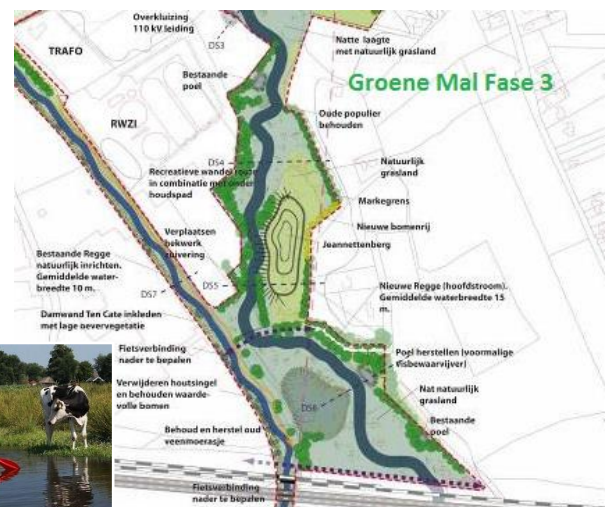 Overkluizing
110 kV leiding
TRAFO
DS3
Natte laagte
met natuurlijk grasland
Bestaande
poel
Groene Mal Fase 3
Oude populier
behouden
RWZI
DS4
Recreatieve wandelroute
in combinatie met onder
houdspad
Natuurlijk
grasland
Markegrens
Nieuwe bomenrij
Jeannettenberg
Verplaatsen
hekwerk
zuivering
Bestaande Regge
natuurlijk inrichten.
Gemiddelde water-
breedte 10 m.
DS7
DS5
Nieuwe Regge (hoofdstroom).
Gemiddelde waterbreedte 15
m.
Damwand Ten Cate inkleden
met lage oevervegetatie
Fietsverbinding
nader te bepalen
Poel herstellen (voormalige
visbewaarvijver)
Verwijderen houtsingel
en behouden waarde-
volle bomen
DS6
Nat natuurlijk
grasland
Bestaande
poel
Behoud en herstel oud
veenmoerasje
Fietsverbinding
nader te bepalen